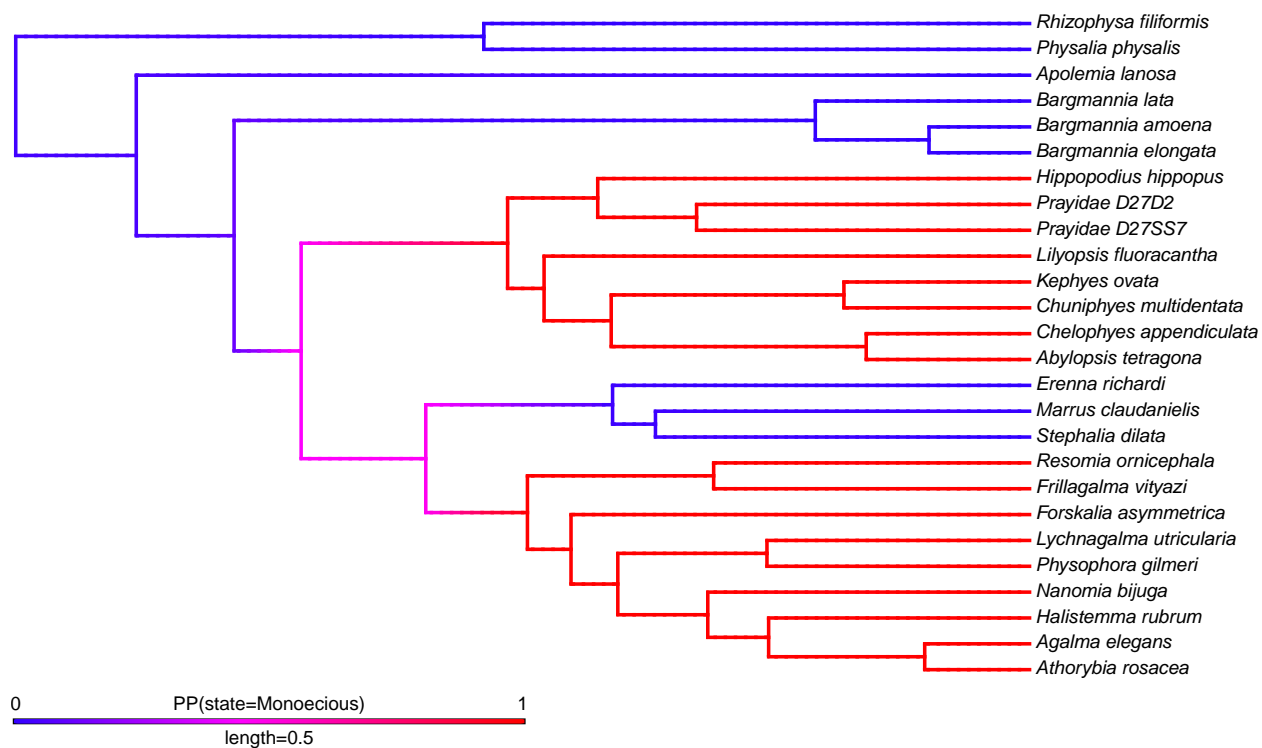 Rhizophysa filiformis
Physalia physalis
Apolemia lanosa
Bargmannia lata
Bargmannia amoena
Bargmannia elongata
Hippopodius hippopus
Prayidae D27D2
Prayidae D27SS7
Lilyopsis fluoracantha
Kephyes ovata
Chuniphyes multidentata
Chelophyes appendiculata
Abylopsis tetragona
Erenna richardi
Marrus claudanielis
Stephalia dilata
Resomia ornicephala
Frillagalma vityazi
Forskalia asymmetrica
Lychnagalma utricularia
Physophora gilmeri
Nanomia bijuga
Halistemma rubrum
Agalma elegans
Athorybia rosacea
0 PP(state=Monoecious) 1
length=0.5